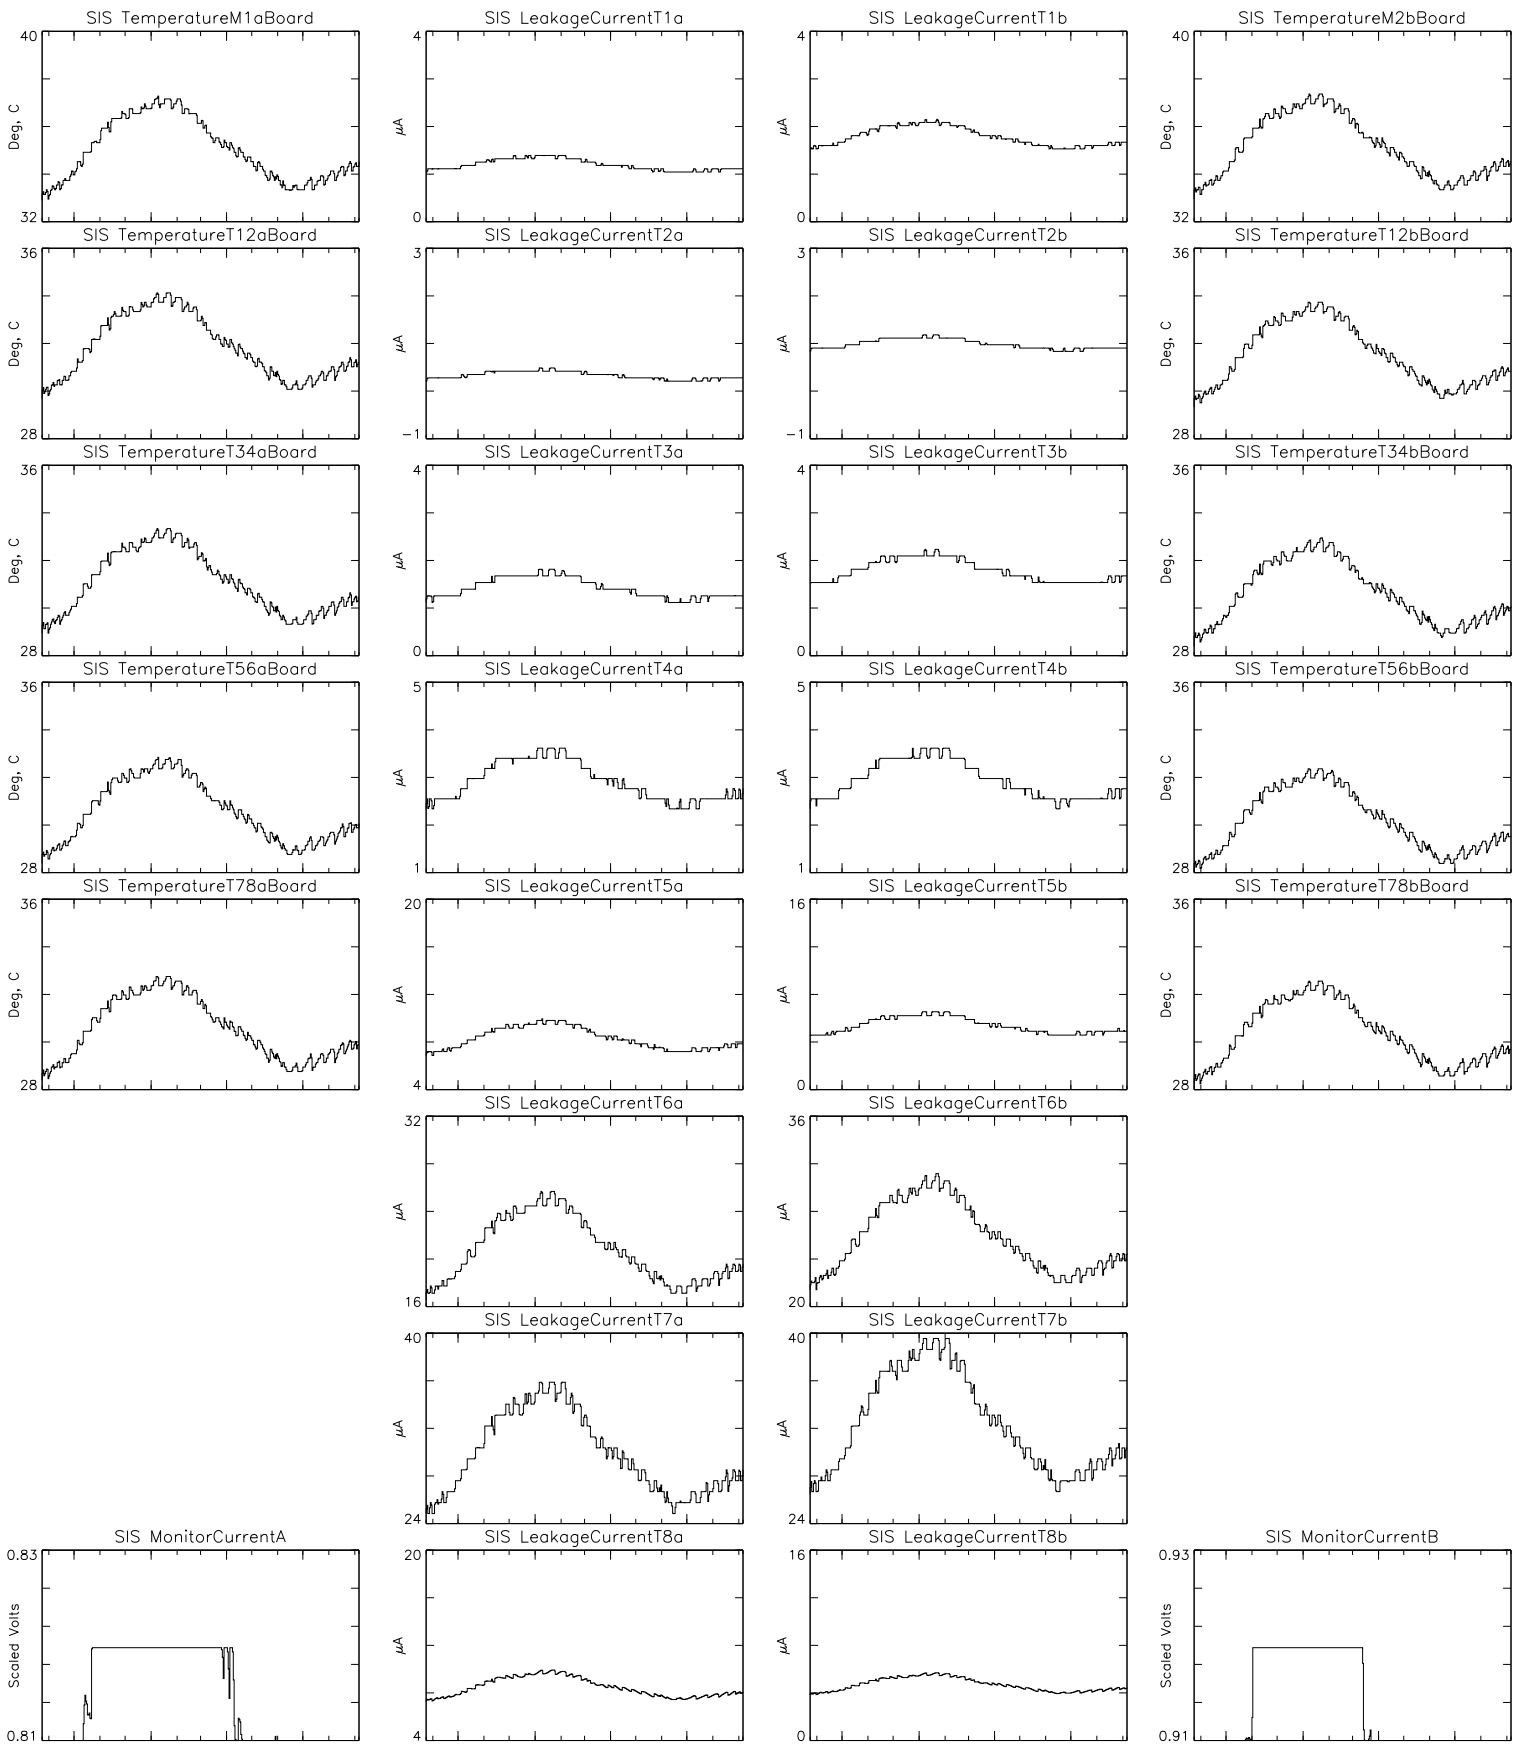 SIS TemperatureM1aBoard
SIS LeakageCurrentT1a
SIS LeakageCurrentT1b
SIS TemperatureM2bBoard
40
Deg, C
32
4
μA
0
4
μA
0
40
Deg, C
32
SIS TemperatureT12aBoard
SIS LeakageCurrentT2a
SIS LeakageCurrentT2b
SIS TemperatureT12bBoard
36
Deg, C
28
3
μA
-1
3
μA
-1
36
Deg, C
28
SIS TemperatureT34aBoard
SIS LeakageCurrentT3a
SIS LeakageCurrentT3b
SIS TemperatureT34bBoard
36
Deg, C
28
4
μA
0
4
μA
0
36
Deg, C
28
SIS TemperatureT56aBoard
SIS LeakageCurrentT4a
SIS LeakageCurrentT4b
SIS TemperatureT56bBoard
36
Deg, C
28
5
μA
1
5
μA
1
36
Deg, C
28
SIS TemperatureT78aBoard
SIS LeakageCurrentT5a
SIS LeakageCurrentT5b
SIS TemperatureT78bBoard
36
Deg, C
28
20
μA
4
16
μA
0
36
Deg, C
28
SIS LeakageCurrentT6a
SIS LeakageCurrentT6b
32
μA
16
36
μA
20
SIS LeakageCurrentT7a
SIS LeakageCurrentT7b
40
μA
24
40
μA
24
SIS MonitorCurrentA
SIS LeakageCurrentT8a
SIS LeakageCurrentT8b
SIS MonitorCurrentB
0.83
Scaled Volts
0.81
20
μA
4
16
μA
0
0.93
Scaled Volts
0.91